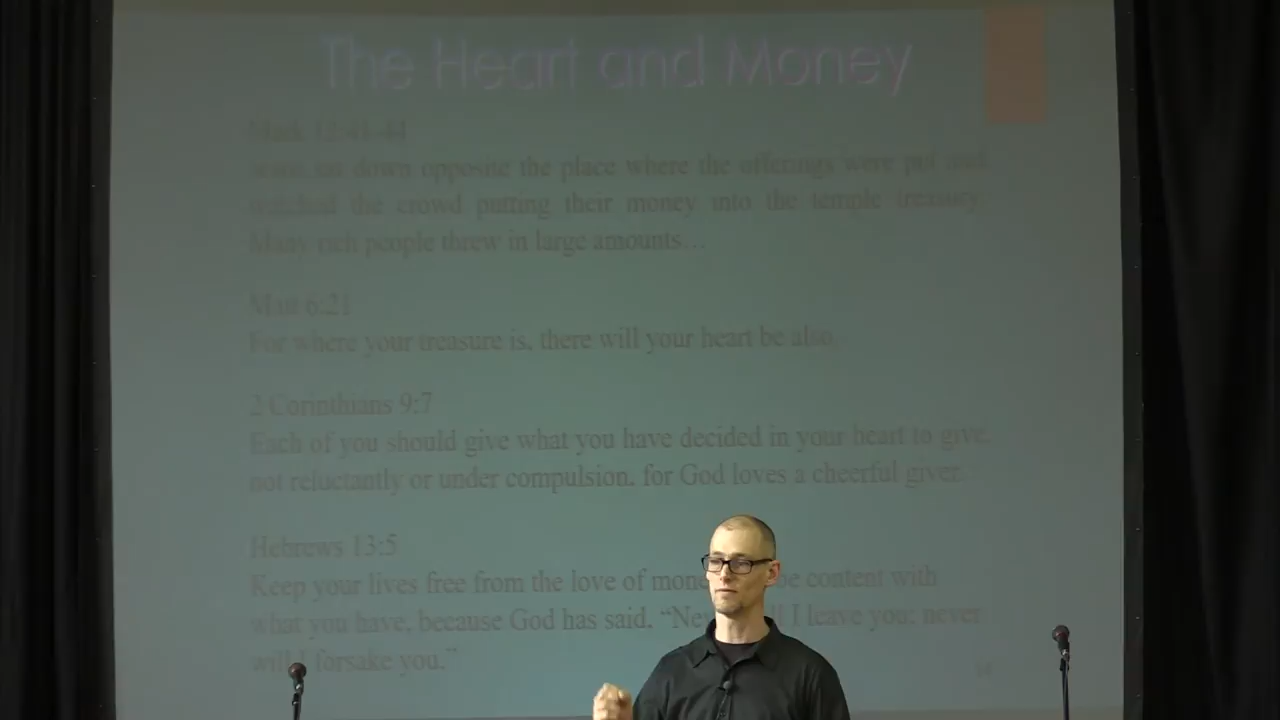 The Heart and Money
Mark 12:41-44
Jesus sat down opposite the place where the offerings were put and
watched the crowd putting their money into the temple treasury.
Many rich people threw in large amounts…
Matt 6:21
For where your treasure is, there will your heart be also
2 Corinthians 9:7
Each of you should give what you have decided in your heart to give,
not reluctantly or under compulsion, for God loves a cheerful giver.
Hebrews 13:5
Keep your lives free from the love of be content with
what you have, because God has said, “ I leave you; never
will I forsake you.”